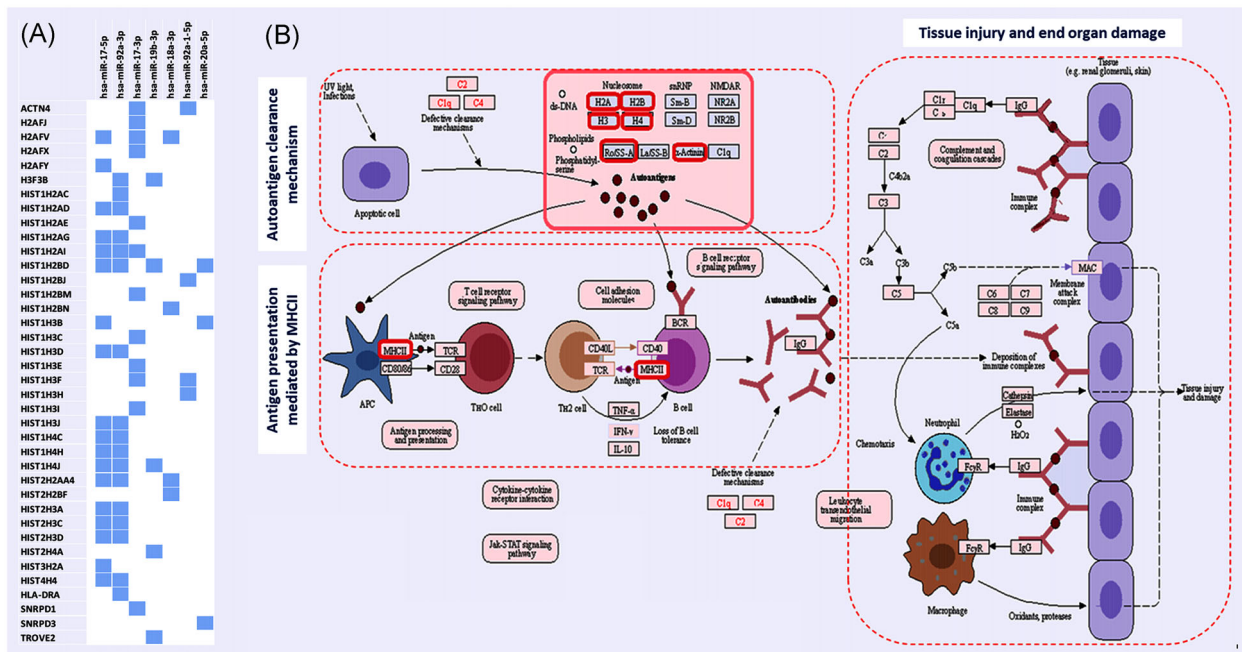 (A)
hsa-miR-17-5p
hsa-miR-92a-3p
hsa-miR-17-3p
hsa-miR-19b-3p
hsa-miR-18a-3p
hsa-miR-92a-1-5p
hsa-miR-20a-5p
ACTN4
H2AFJ
H2AFV
H2AFX
H2AFY
H3F3B
HIST1H2AC
HIST1H2AD
HIST1H2AE
HIST1H2AG
HIST1H2AI
HIST1H2BD
HIST1H2BJ
HIST1H2BM
HIST1H2BN
HIST1H3B
HIST1H3C
HIST1H3D
HIST1H3E
HIST1H3F
HIST1H3H
HIST1H3I
HIST1H3J
HIST1H4C
HIST1H4H
HIST1H4J
HIST2H2AA4
HIST2H2BF
HIST2H3A
HIST2H3C
HIST2H3D
HIST2H4A
HIST3H2A
HIST4H4
HLA-DRA
SNRPD1
SNRPD3
TROVE2
(B)
Autoantigen clearance
mechanism
UV light,
Infections
C2
C1q C4
Defective clearance
mechanisms
Apoptotic cell
Nucleosome snRNP NMDAR
ds-DNA
H2A H2B Sm-B NR2A
H3 H4 Sm-D NR2B
Phospholipids
Phosphatidyl-
serine
Ro/SS-A La/SS-B α-Actinin C1q
Autoantigens
Antigen presentation
mediated by MHCII
T cell receptor
signaling pathway
Cell adhesion
molecules
B cell receptor
signaling pathway
Autoantibodies
Antigen
MHCII TCR
CD80/86 CD28
APC
TH0 cell
CD40L CD40
TCR MHCII
Antigen
BCR
TH2 cell
B cell
TNF-α
IFN-γ
IL-10
Loss of B cell
tolerance
IgG
Antigen processing
and presentation
Cytokine-cytokine
receptor interaction
Jak-STAT signaling
pathway
Defective clearance
mechanisms
C1q C4
C2
Leukocyte
transendothelial
migration
Tissue injury and end organ damage
Tissue
(e.g. renal glomeruli, skin)
C1r C1q IgG
C2
C4b2a
C3
C3a C3b
C5
C5b
C5a
Complement and
coagulation cascades
Immune
complex
MAC
C6 C7
C8 C9
Membrane
attack
complex
Deposition of
immune complexes
Cathepsin
Elastase
H2O2
Tissue injury
and damage
Chemotaxis
Neutrophil
FcγR IgG
Immune
complex
FcγR IgG
Macrophage
Oxidants, proteases